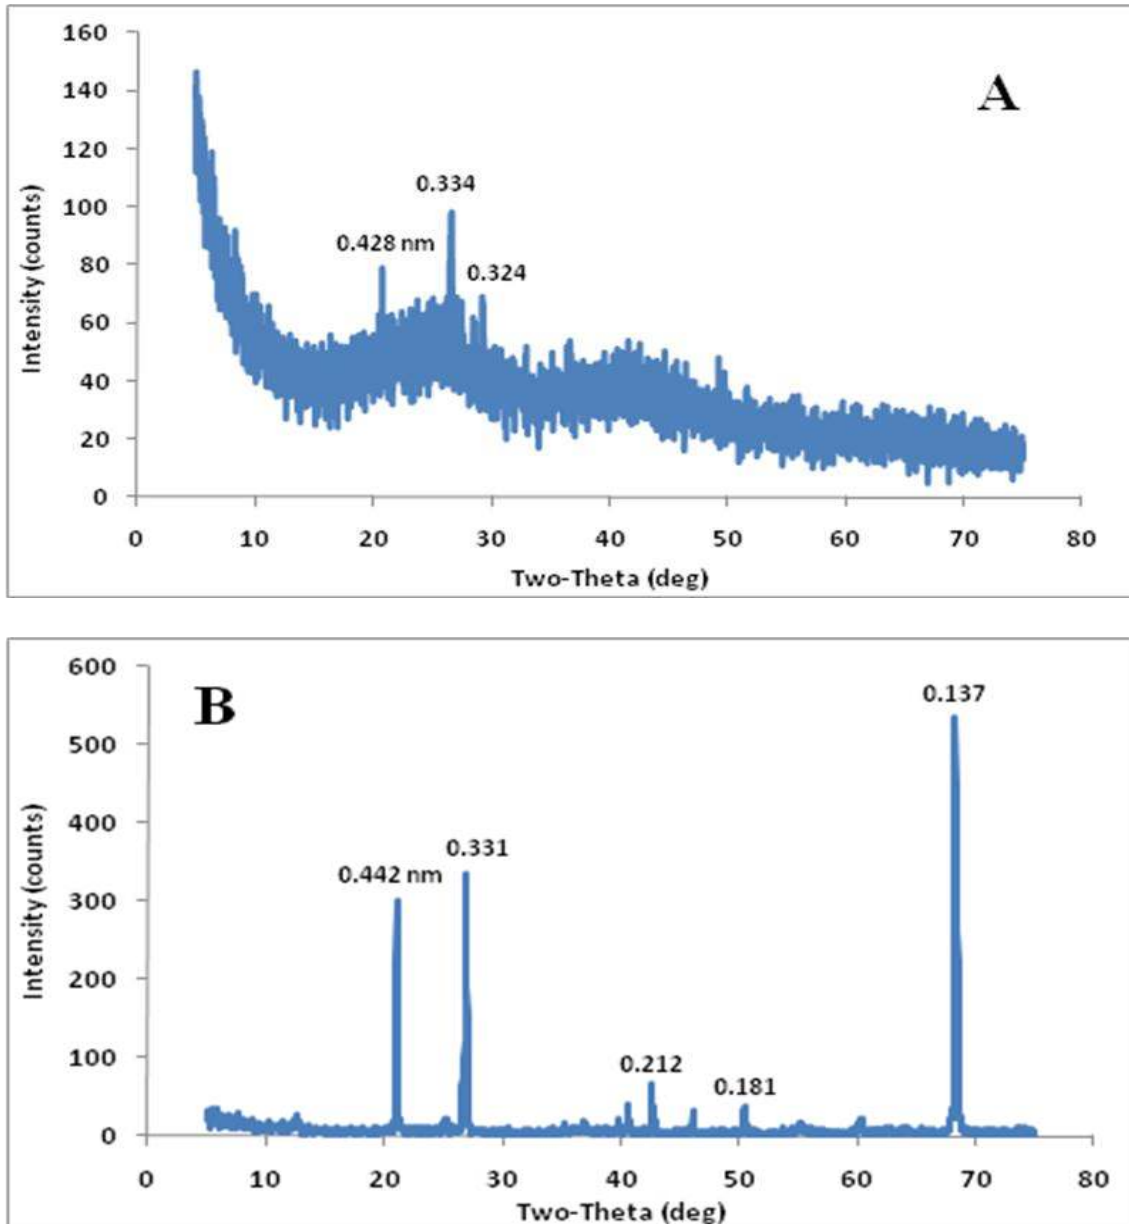 A
160
140
120
100
80
60
40
20
0
0.334
0.428 nm
0.324
Intensity (counts)
0 10 20 30 40 50 60 70 80
Two-Theta (deg)
B
600
500
400
300
200
100
0
0.137
0.331
0.442 nm
0.212
0.181
Intensity (counts)
0 10 20 30 40 50 60 70 80
Two-Theta (deg)